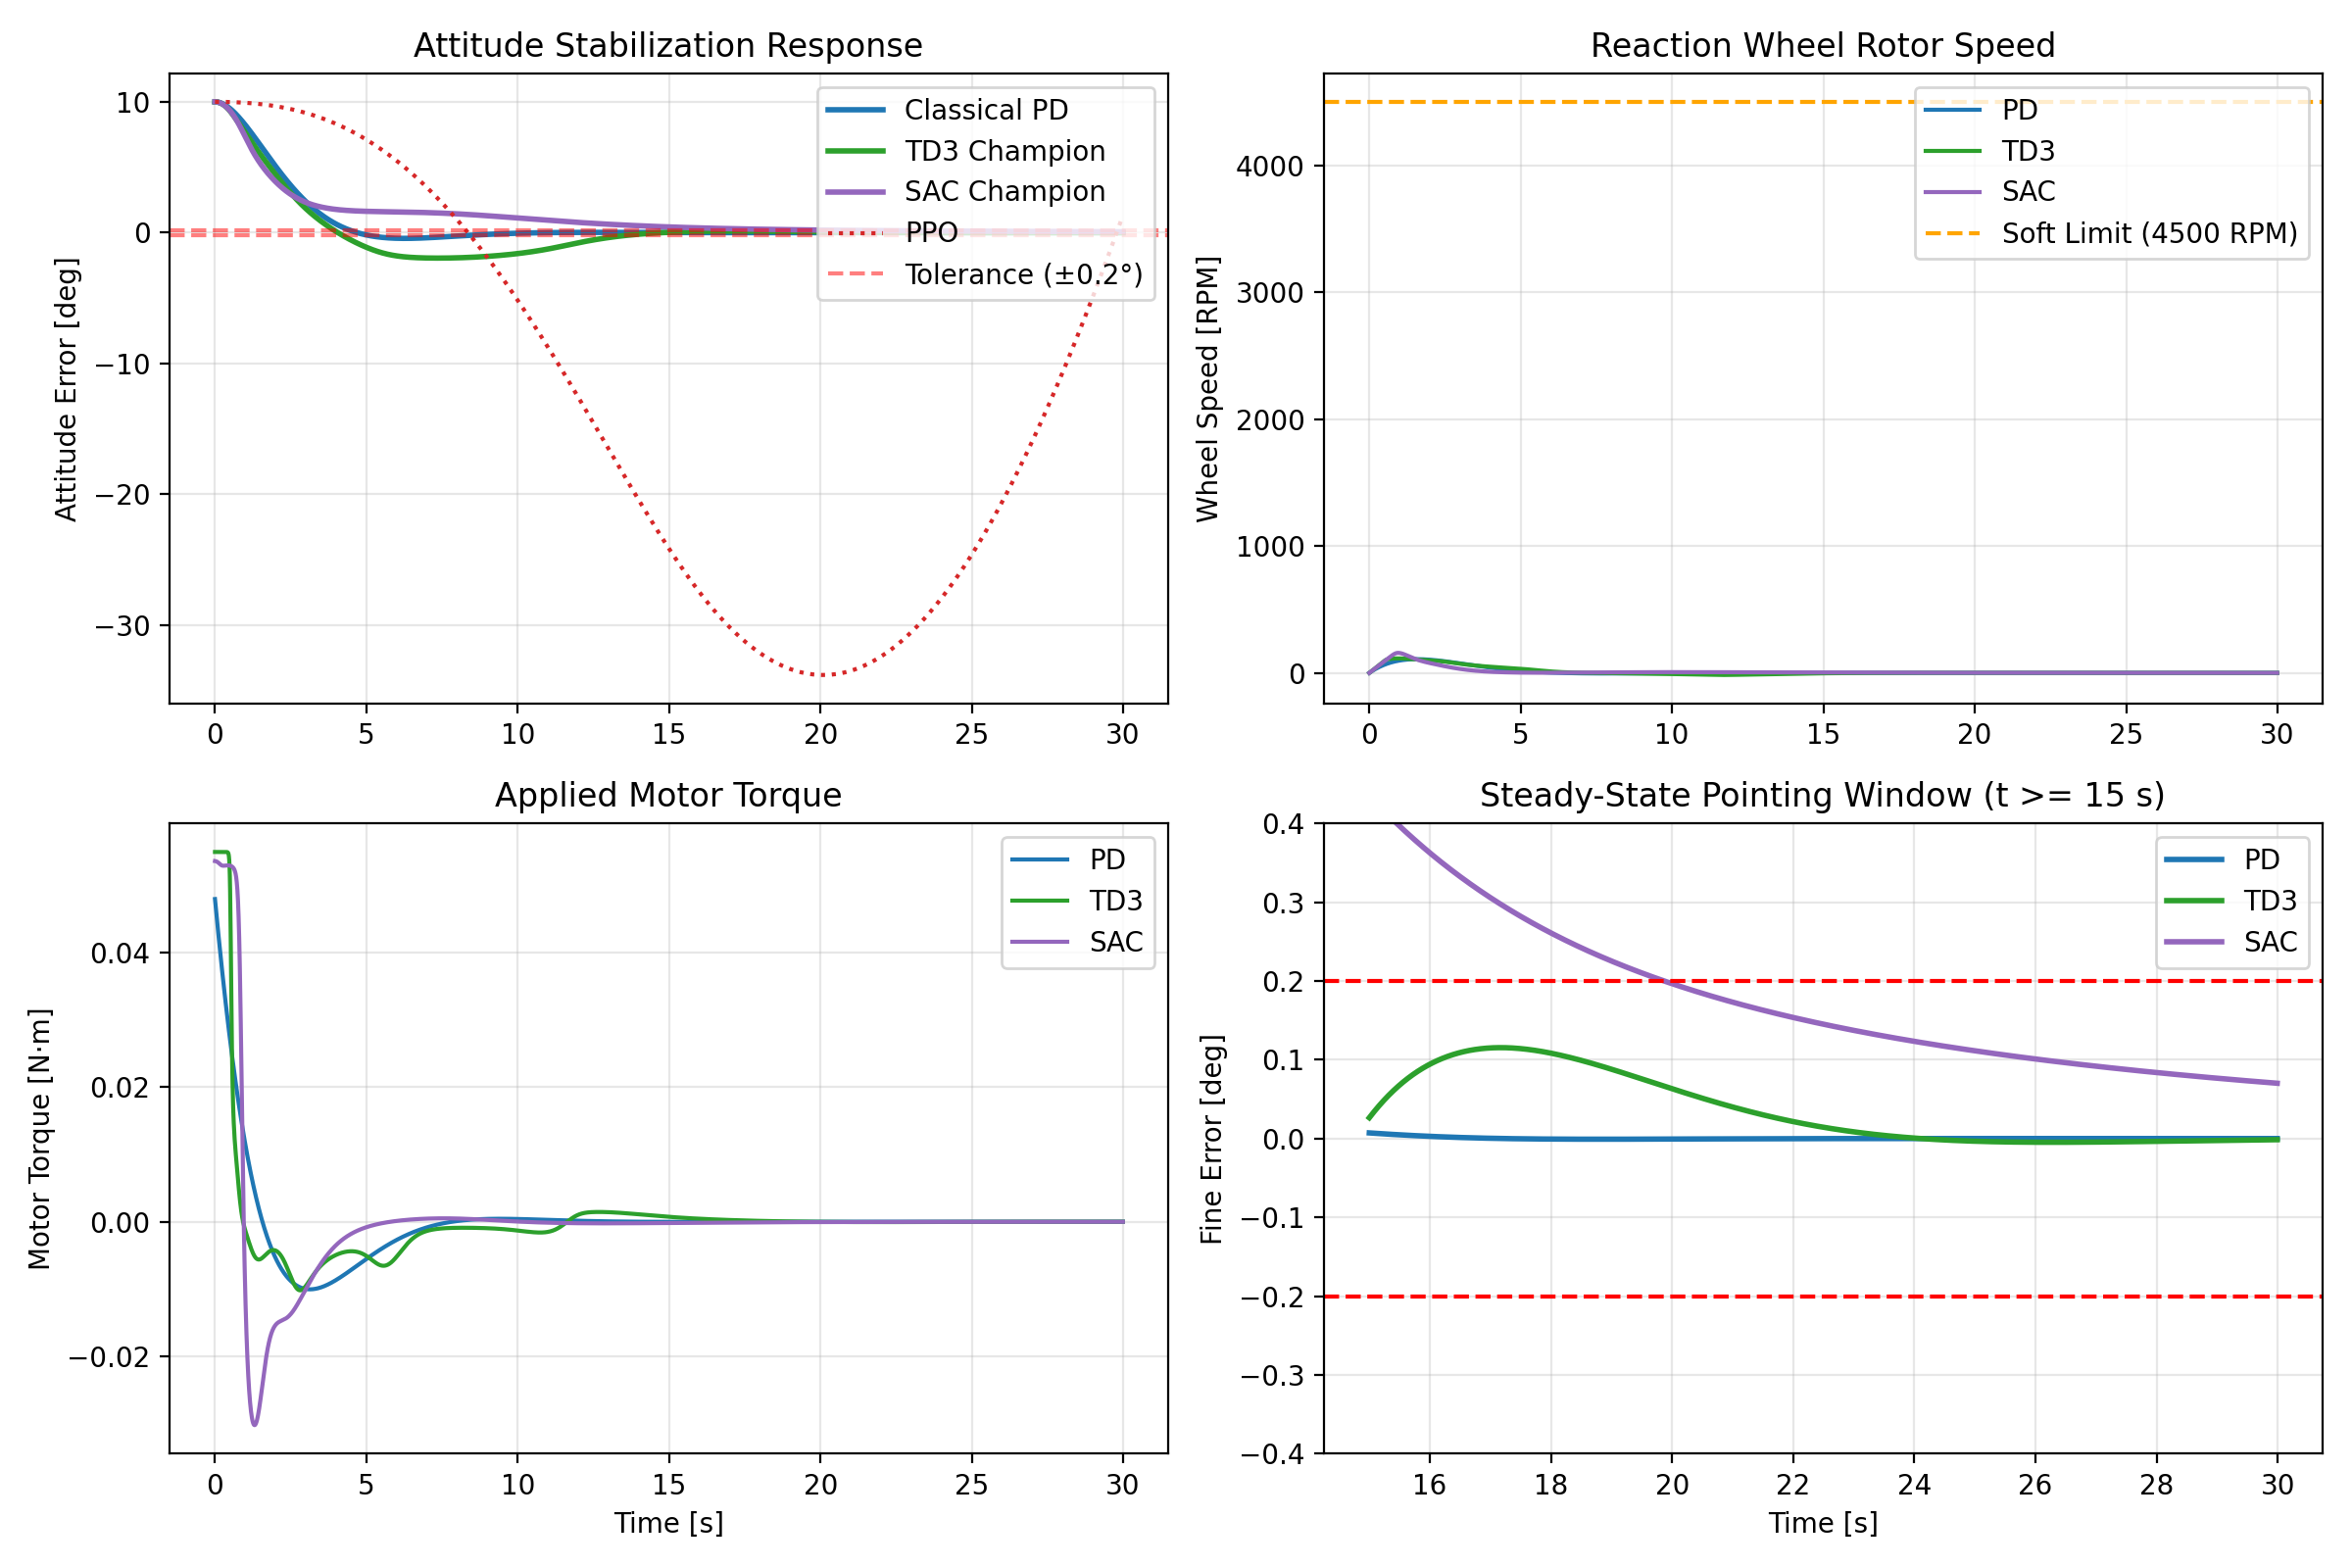 Attitude Stabilization Response
Attitude Error [deg]
10
0
−10
−20
−30
0 5 10 15 20 25 30
Classical PD
TD3 Champion
SAC Champion
PPO
Tolerance (±0.2°)
Reaction Wheel Rotor Speed
Wheel Speed [RPM]
4000
3000
2000
1000
0
0 5 10 15 20 25 30
PD
TD3
SAC
Soft Limit (4500 RPM)
Applied Motor Torque
Motor Torque [N·m]
0.04
0.02
0.00
−0.02
0 5 10 15 20 25 30
Time [s]
PD
TD3
SAC
Steady-State Pointing Window (t >= 15 s)
Fine Error [deg]
0.4
0.3
0.2
0.1
0.0
−0.1
−0.2
−0.3
−0.4
16 18 20 22 24 26 28 30
Time [s]
PD
TD3
SAC